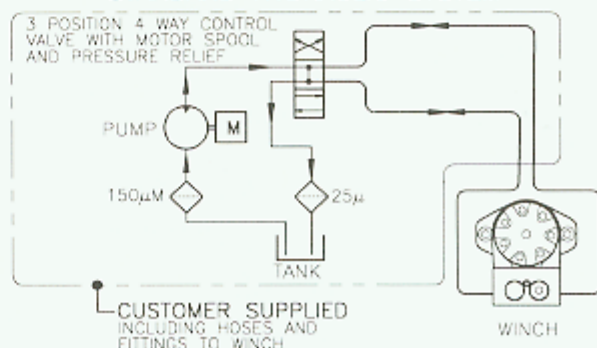 3 POSITION 4 WAY CONTROL
VALVE WITH MOTOR SPOOL
AND PRESSURE RELIEF
PUMP
M
150µM
25µ
TANK
CUSTOMER SUPPLIED
INCLUDING HOSES AND
FITTINGS TO WINCH
WINCH